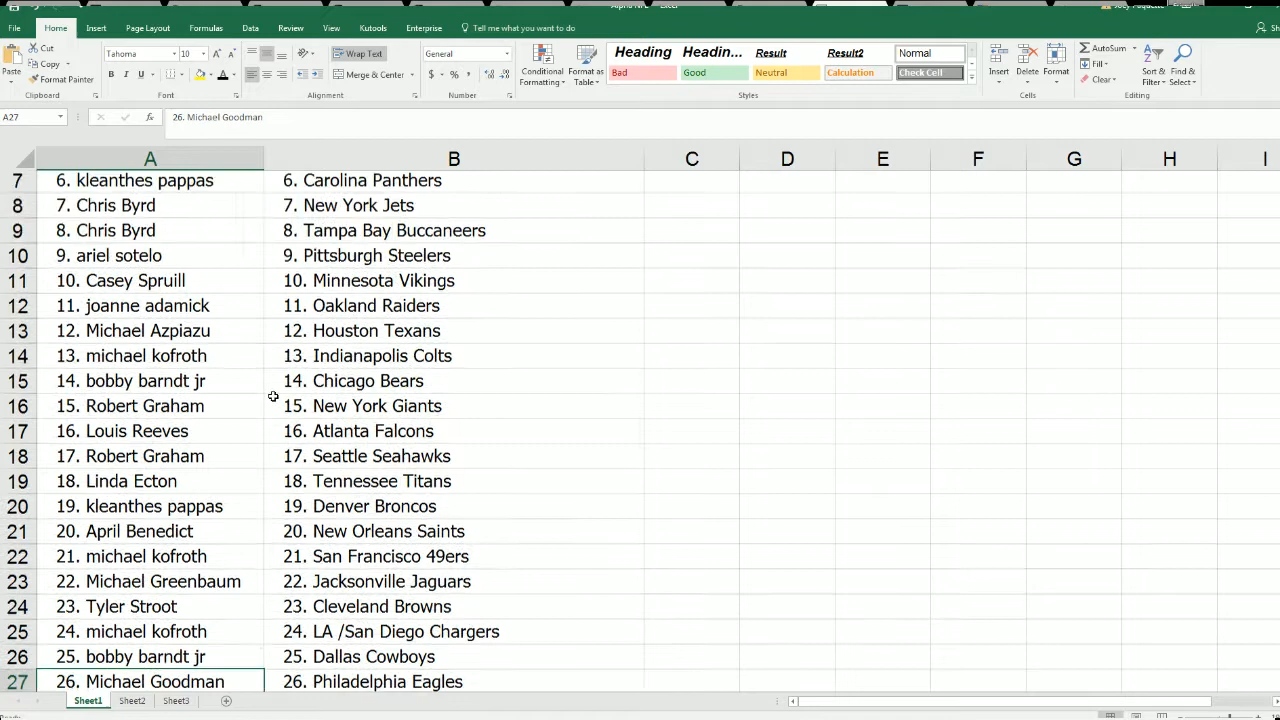 File Home Insert Page Layout Formulas Data Review View Kutools Enterprise Tell me what you want to do
Paste Cut Copy Format Painter Clipboard
Tahoma 10 B I U A Font
Wrap Text Merge & Center Alignment
General $ % Number
Conditional Formatting Format as Table
Heading Headin... Result Result2 Normal
Bad Good Neutral Calculation Check Cell
Styles
Insert Delete Format Cells
AutoSum Fill Clear Sort & Filter Find & Select Editing
A27 fx 26. Michael Goodman
A B C D E F G H I
7 6. kleanthes pappas 6. Carolina Panthers
8 7. Chris Byrd 7. New York Jets
9 8. Chris Byrd 8. Tampa Bay Buccaneers
10 9. ariel sotelo 9. Pittsburgh Steelers
11 10. Casey Spruill 10. Minnesota Vikings
12 11. joanne adamick 11. Oakland Raiders
13 12. Michael Azpiazu 12. Houston Texans
14 13. michael kofroth 13. Indianapolis Colts
15 14. bobby barndt jr 14. Chicago Bears
16 15. Robert Graham 15. New York Giants
17 16. Louis Reeves 16. Atlanta Falcons
18 17. Robert Graham 17. Seattle Seahawks
19 18. Linda Ecton 18. Tennessee Titans
20 19. kleanthes pappas 19. Denver Broncos
21 20. April Benedict 20. New Orleans Saints
22 21. michael kofroth 21. San Francisco 49ers
23 22. Michael Greenbaum 22. Jacksonville Jaguars
24 23. Tyler Stroot 23. Cleveland Browns
25 24. michael kofroth 24. LA /San Diego Chargers
26 25. bobby barndt jr 25. Dallas Cowboys
27 26. Michael Goodman 26. Philadelphia Eagles
Sheet1 Sheet2 Sheet3